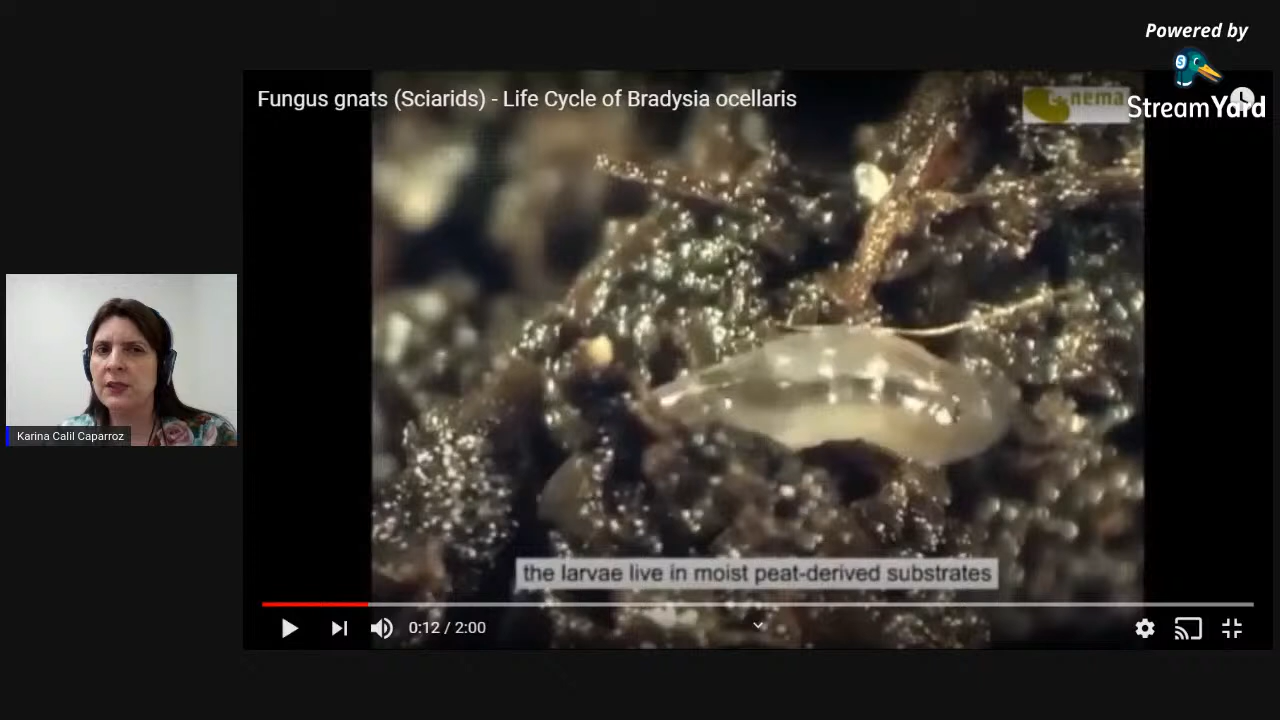 Powered by
StreamYard
Fungus gnats (Sciarids) - Life Cycle of Bradysia ocellaris
nema
Karina Calil Caparroz
the larvae live in moist peat-derived substrates
0:12 / 2:00